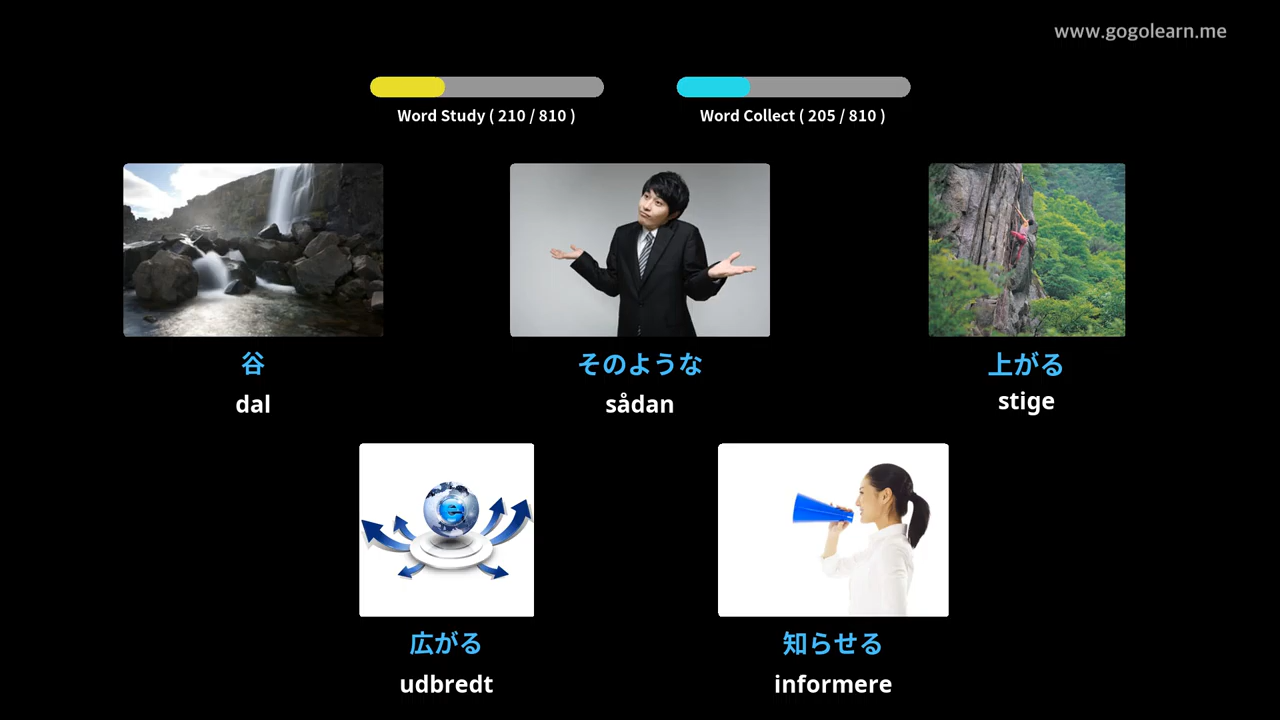 www.gogolearn.me
Word Study ( 210 / 810 )
Word Collect ( 205 / 810 )
谷
dal
そのような
sådan
上がる
stige
e
広がる
udbredt
知らせる
informere